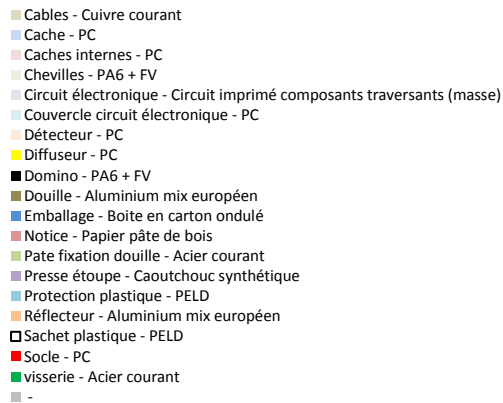 Cables - Cuivre courant
Cache - PC
Caches internes - PC
Chevilles - PA6 + FV
Circuit électronique - Circuit imprimé composants traversants (masse)
Couvercle circuit électronique - PC
Détecteur - PC
Diffuseur - PC
Domino - PA6 + FV
Douille - Aluminium mix européen
Emballage - Boite en carton ondulé
Notice - Papier pâte de bois
Pate fixation douille - Acier courant
Presse étoupe - Caoutchouc synthétique
Protection plastique - PELD
Réflecteur - Aluminium mix européen
Sachet plastique - PELD
Socle - PC
visserie - Acier courant
-